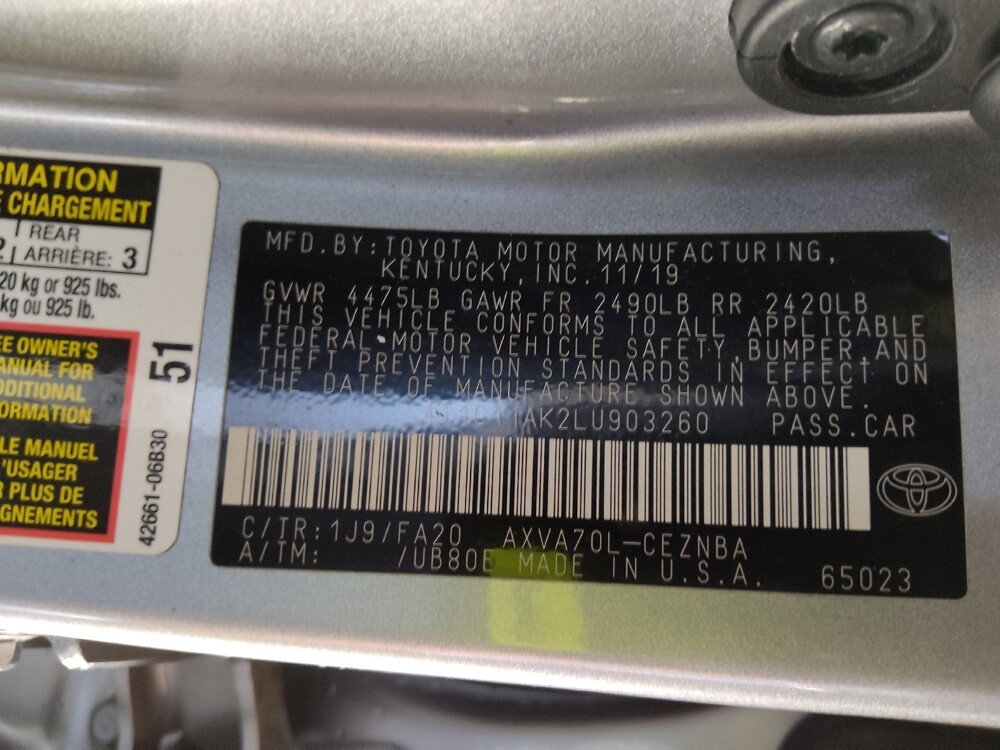 RMATION
E CHARGEMENT
REAR
ARRIÈRE: 3
20 kg or 925 lbs.
kg ou 925 lb.
EE OWNER'S
ANUAL FOR
DDITIONAL
FORMATION
LE MANUEL
'USAGER
R PLUS DE
GNEMENTS
51
42661-06B30
MFD.BY:TOYOTA MOTOR MANUFACTURING,
KENTUCKY,INC.11/19
GVWR 4475LB GAWR FR 2490LB RR 2420LB
THIS VEHICLE CONFORMS TO ALL APPLICABLE
FEDERAL MOTOR VEHICLE SAFETY,BUMPER,AND
THEFT PREVENTION STANDARDS IN EFFECT ON
THE DATE OF MANUFACTURE SHOWN ABOVE.
PASS.CAR
C/TR:1J9/FA20 AXVA70L-CEZNBA
A/TM: /UB80E MADE IN U.S.A. 65023